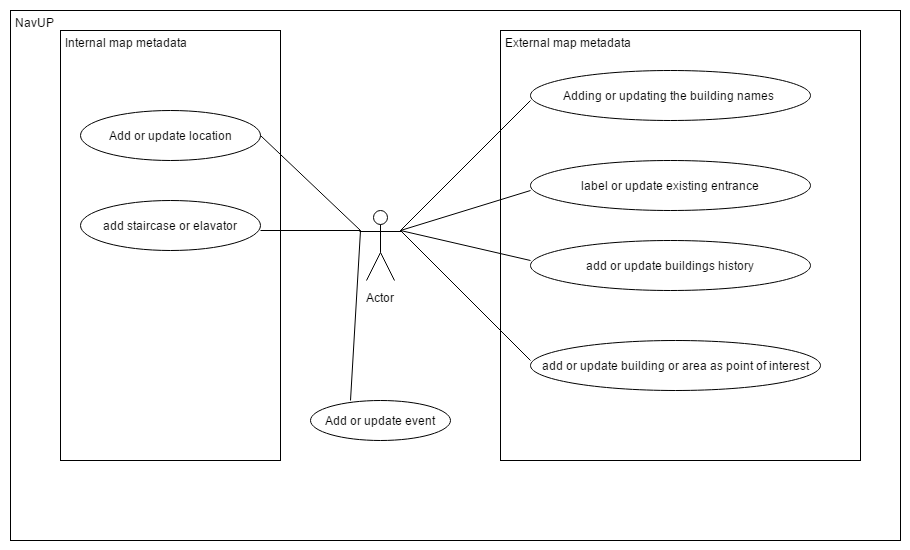 NavUP
Internal map metadata
Add or update location
add staircase or elavator
Actor
Add or update event
External map metadata
Adding or updating the building names
label or update existing entrance
add or update buildings history
add or update building or area as point of interest